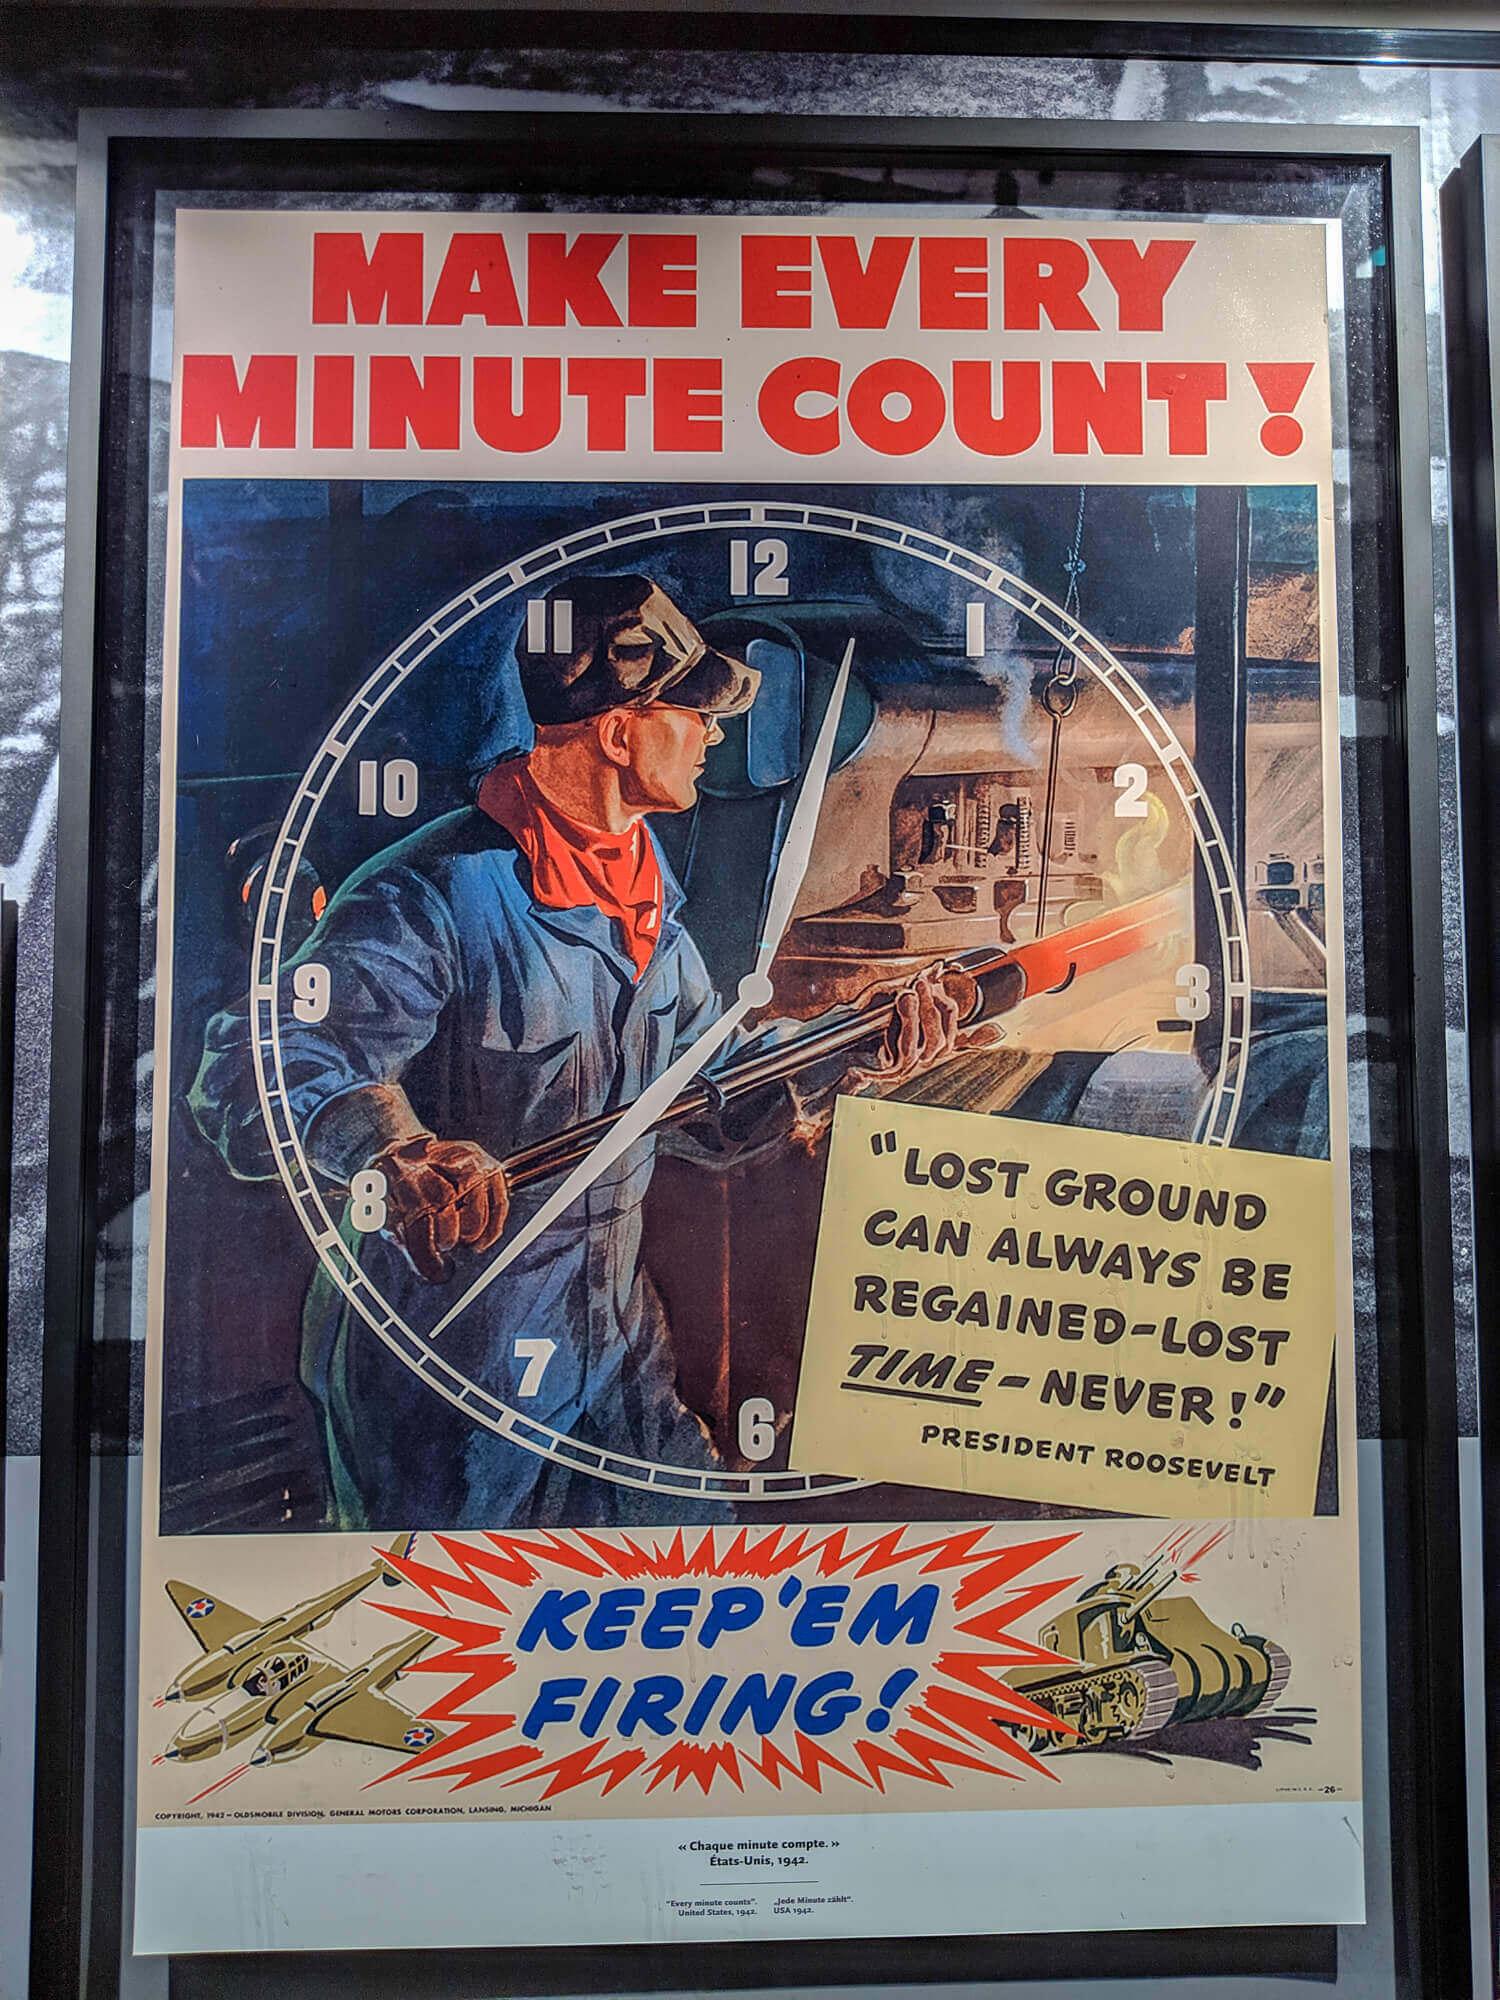 MAKE EVERY
MINUTE COUNT!
12
11
1
10
2
9
3
8
7
6
"LOST GROUND
CAN ALWAYS BE
REGAINED-LOST
TIME-NEVER!"
PRESIDENT ROOSEVELT
KEEP 'EM
FIRING!
COPYRIGHT, 1942 - OLDSMOBILE DIVISION, GENERAL MOTORS CORPORATION, LANSING, MICHIGAN
-26-
« Chaque minute compte. »
États-Unis, 1942.
"Every minute counts".
United States, 1942.
„Jede Minute zählt“.
USA 1942.